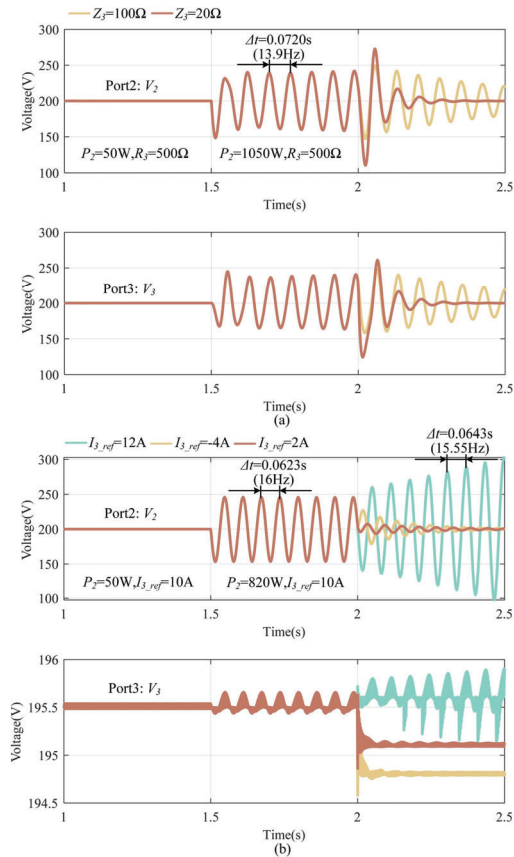 Z3=100Ω Z3=20Ω
300
250
200
150
100
Voltage(V)
Δt=0.0720s
(13.9Hz)
Port2: V2
P2=50W,R3=500Ω P2=1050W,R3=500Ω
1 1.5 2 2.5
Time(s)
300
250
200
150
100
Voltage(V)
Port3: V3
1 1.5 2 2.5
Time(s)
(a)
I3_ref=12A I3_ref=-4A I3_ref=2A
Δt=0.0643s
(15.55Hz)
Δt=0.0623s
(16Hz)
300
250
200
150
100
Voltage(V)
Port2: V2
P2=50W,I3_ref=10A P2=820W,I3_ref=10A
1 1.5 2 2.5
Time(s)
196
195.5
195
194.5
Voltage(V)
Port3: V3
1 1.5 2 2.5
Time(s)
(b)